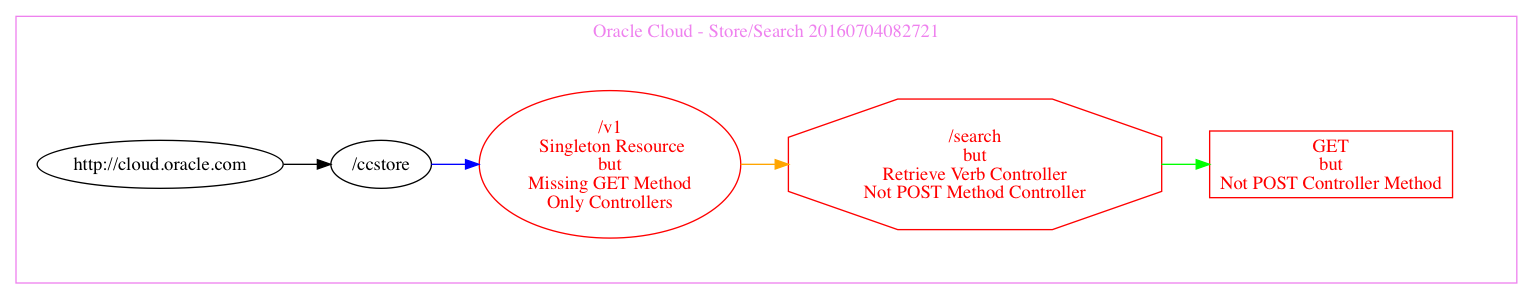 Oracle Cloud - Store/Search 20160704082721
http://cloud.oracle.com
/ccstore
/v1
Singleton Resource
but
Missing GET Method
Only Controllers
/search
but
Retrieve Verb Controller
Not POST Method Controller
GET
but
Not POST Controller Method